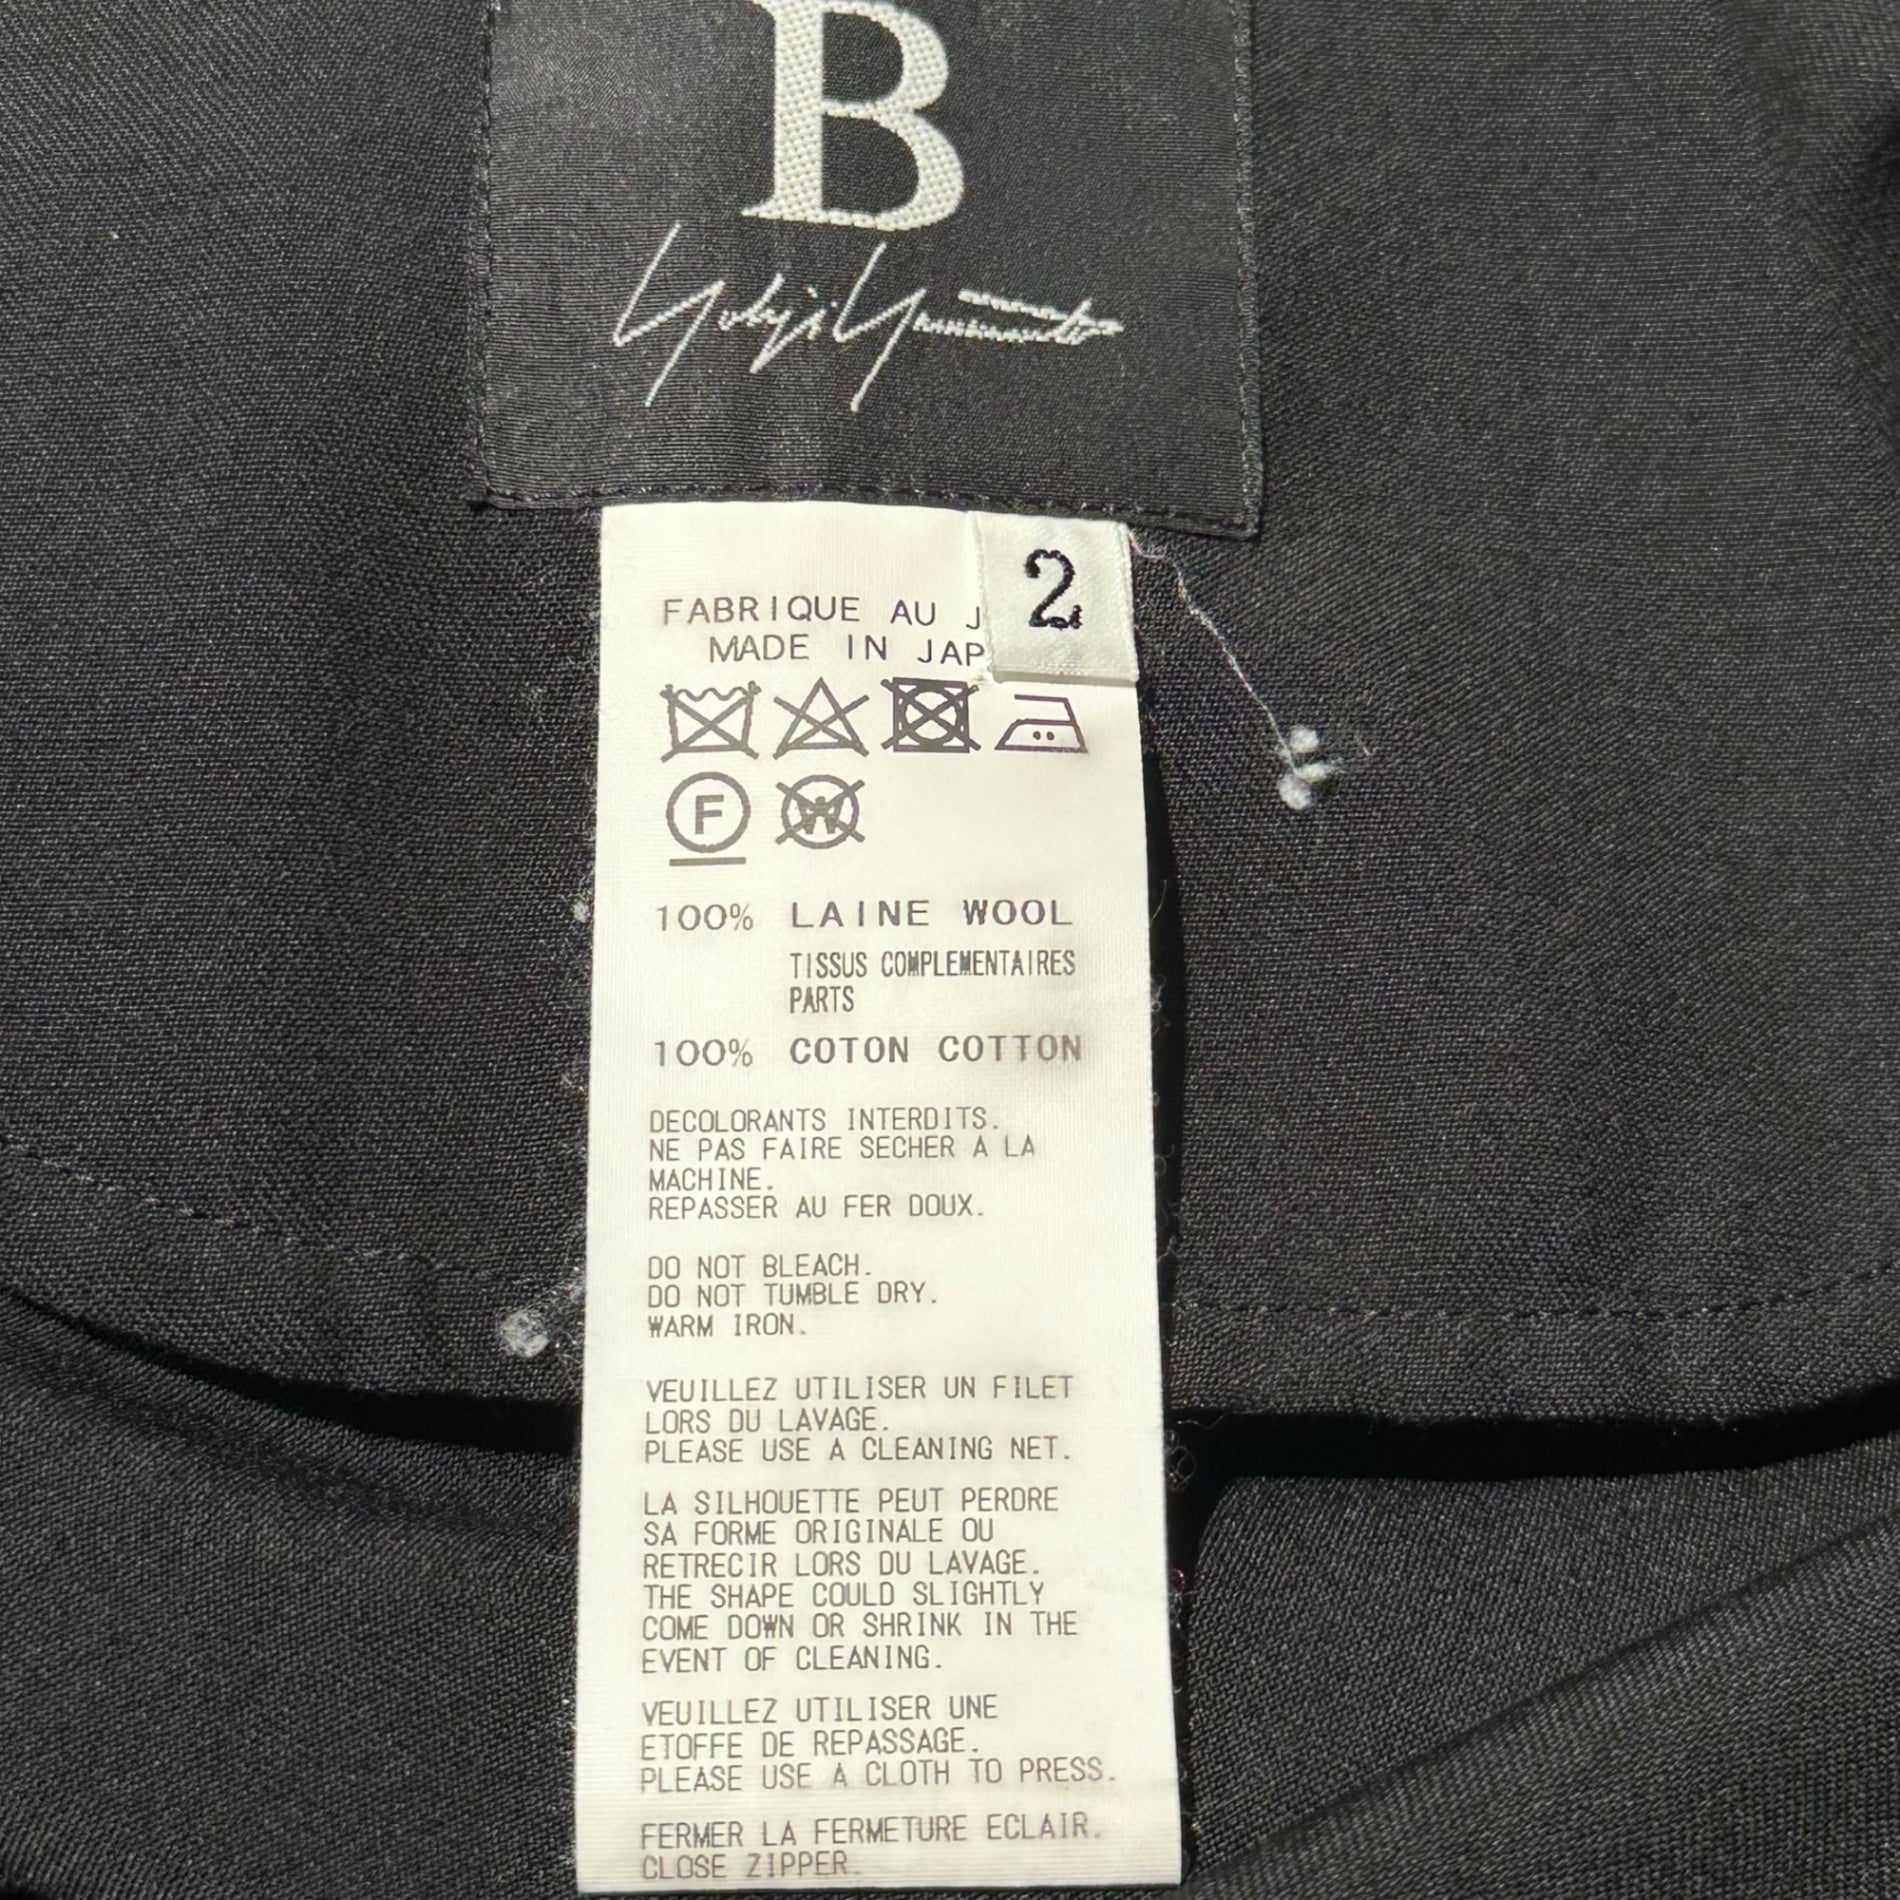 B
Yohji Yamamoto
2
FABRIQUE AU J
MADE IN JAP
F
W
100% LAINE WOOL
TISSUS COMPLEMENTAIRES
PARTS
100% COTON COTTON
DECOLORANTS INTERDITS.
NE PAS FAIRE SECHER A LA
MACHINE.
REPASSER AU FER DOUX.
DO NOT BLEACH.
DO NOT TUMBLE DRY.
WARM IRON.
VEUILLEZ UTILISER UN FILET
LORS DU LAVAGE.
PLEASE USE A CLEANING NET.
LA SILHOUETTE PEUT PERDRE
SA FORME ORIGINALE OU
RETRECIR LORS DU LAVAGE.
THE SHAPE COULD SLIGHTLY
COME DOWN OR SHRINK IN THE
EVENT OF CLEANING.
VEUILLEZ UTILISER UNE
ETOFFE DE REPASSAGE.
PLEASE USE A CLOTH TO PRESS.
FERMER LA FERMETURE ECLAIR.
CLOSE ZIPPER.